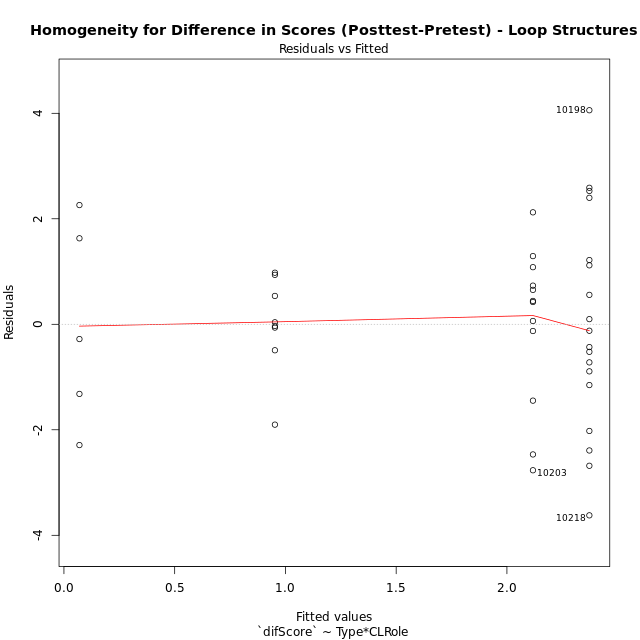 Homogeneity for Difference in Scores (Posttest-Pretest) - Loop Structures
Residuals vs Fitted
10198
4
2
0
-2
-4
Residuals
10203
10218
0.0 0.5 1.0 1.5 2.0
Fitted values
`difScore` ~ Type*CLRole